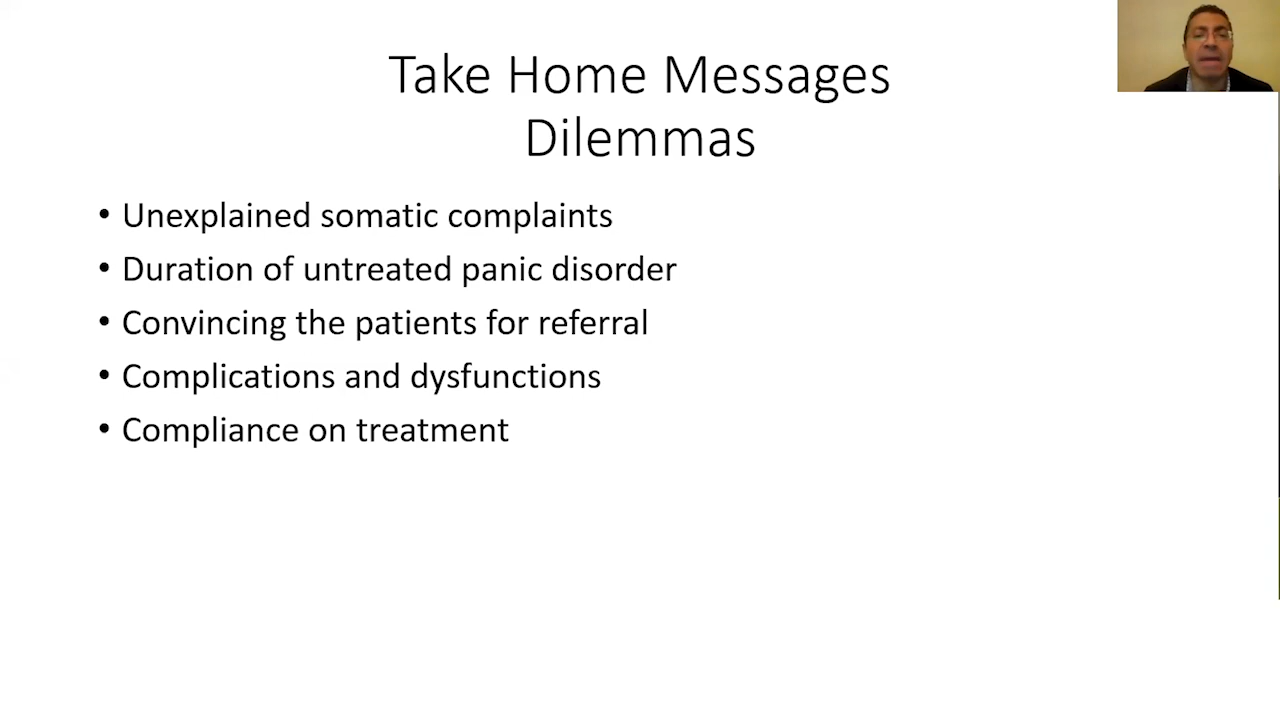 Take Home Messages
Dilemmas
• Unexplained somatic complaints
• Duration of untreated panic disorder
• Convincing the patients for referral
• Complications and dysfunctions
• Compliance on treatment